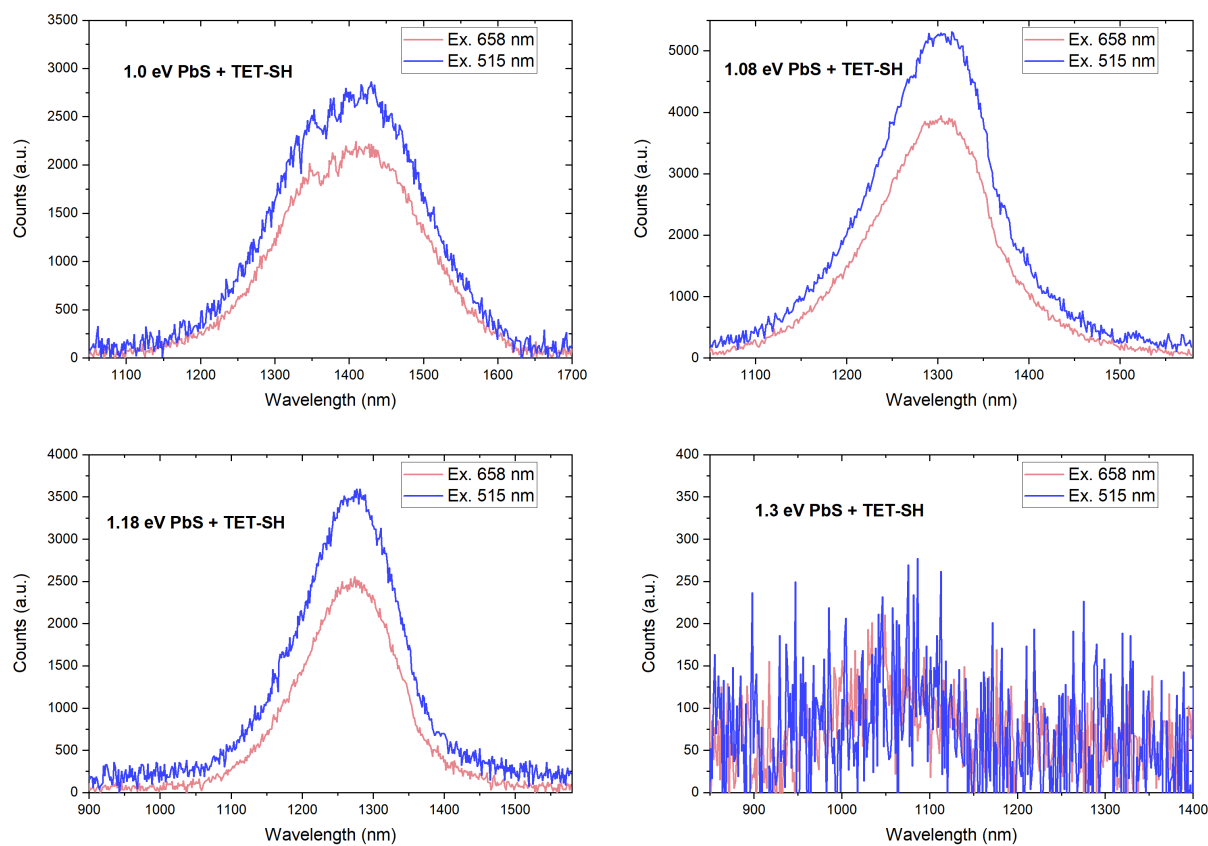 3500
3000
2500
2000
1500
1000
500
0
Counts (a.u.)
1.0 eV PbS + TET-SH
Ex. 658 nm
Ex. 515 nm
1100 1200 1300 1400 1500 1600 1700
Wavelength (nm)
5000
4000
3000
2000
1000
0
Counts (a.u.)
1.08 eV PbS + TET-SH
Ex. 658 nm
Ex. 515 nm
1100 1200 1300 1400 1500
Wavelength (nm)
4000
3500
3000
2500
2000
1500
1000
500
0
Counts (a.u.)
1.18 eV PbS + TET-SH
Ex. 658 nm
Ex. 515 nm
900 1000 1100 1200 1300 1400 1500
Wavelength (nm)
400
350
300
250
200
150
100
50
0
Counts (a.u.)
1.3 eV PbS + TET-SH
Ex. 658 nm
Ex. 515 nm
900 1000 1100 1200 1300 1400
Wavelength (nm)